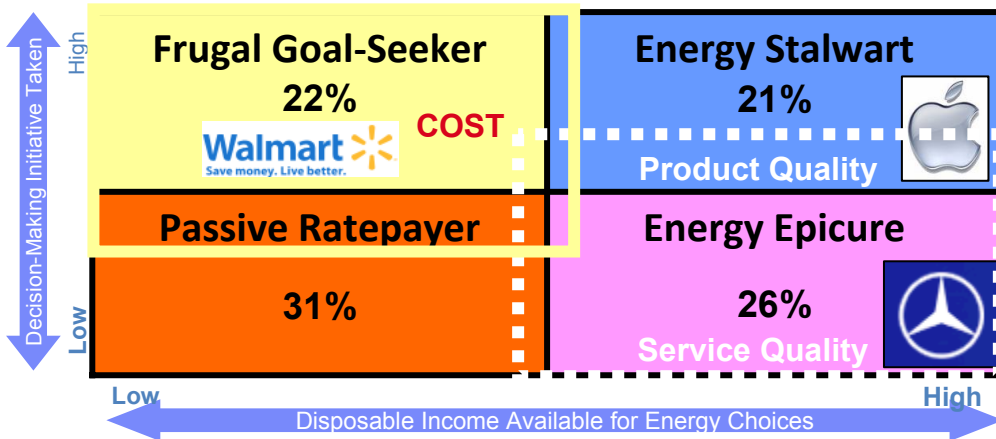 Decision-Making Initiative Taken
High
Low
Frugal Goal-Seeker
22%
COST
Walmart
Save money. Live better.
Energy Stalwart
21%
Product Quality
Passive Ratepayer
31%
Energy Epicure
26%
Service Quality
Low
High
Disposable Income Available for Energy Choices